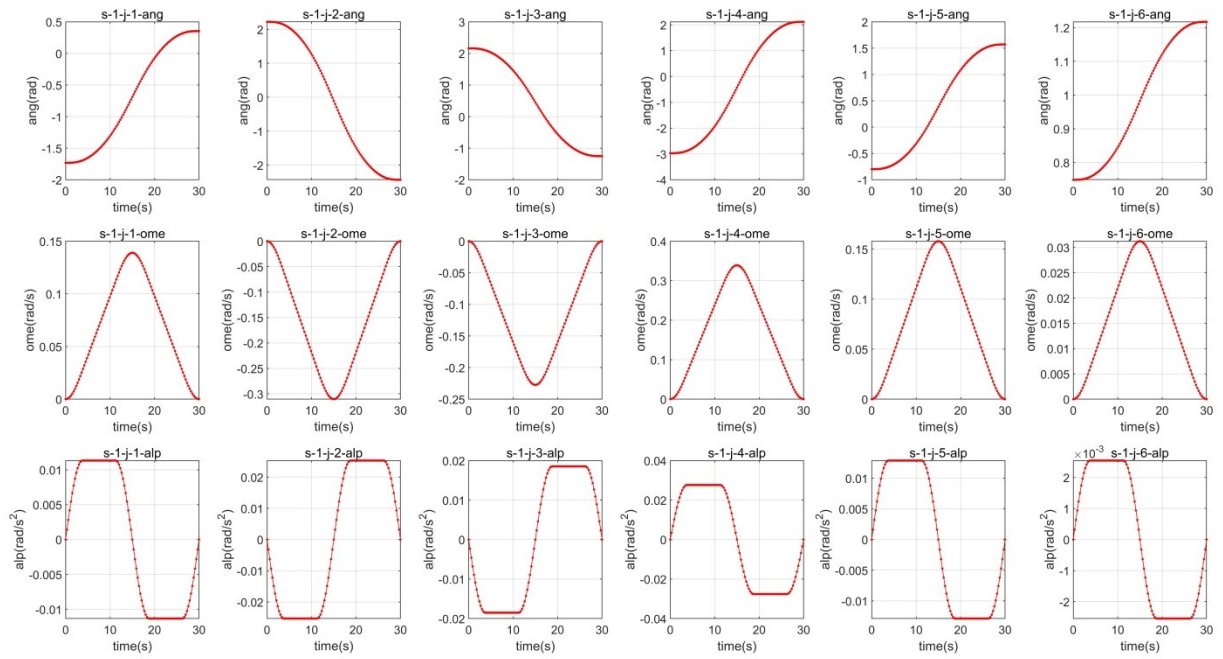 s-1-j-1-ang s-1-j-2-ang s-1-j-3-ang s-1-j-4-ang s-1-j-5-ang s-1-j-6-ang
ang(rad) 0.5 0 -0.5 -1 -1.5 -2
0 10 20 30
time(s)
ang(rad) 2 1 0 -1 -2
0 10 20 30
time(s)
ang(rad) 3 2 1 0 -1 -2
0 10 20 30
time(s)
ang(rad) 2 1 0 -1 -2 -3 -4
0 10 20 30
time(s)
ang(rad) 2 1.5 1 0.5 0 -0.5 -1
0 10 20 30
time(s)
ang(rad) 1.2 1.1 1 0.9 0.8
0 10 20 30
time(s)
s-1-j-1-ome s-1-j-2-ome s-1-j-3-ome s-1-j-4-ome s-1-j-5-ome s-1-j-6-ome
ome(rad/s) 0.15 0.1 0.05 0
0 10 20 30
time(s)
ome(rad/s) 0 -0.05 -0.1 -0.15 -0.2 -0.25 -0.3
0 10 20 30
time(s)
ome(rad/s) 0 -0.05 -0.1 -0.15 -0.2 -0.25
0 10 20 30
time(s)
ome(rad/s) 0.4 0.3 0.2 0.1 0
0 10 20 30
time(s)
ome(rad/s) 0.15 0.1 0.05 0
0 10 20 30
time(s)
ome(rad/s) 0.03 0.025 0.02 0.015 0.01 0.005 0
0 10 20 30
time(s)
s-1-j-1-alp s-1-j-2-alp s-1-j-3-alp s-1-j-4-alp s-1-j-5-alp ×10⁻³ s-1-j-6-alp
alp(rad/s²) 0.01 0.005 0 -0.005 -0.01
0 10 20 30
time(s)
alp(rad/s²) 0.02 0.01 0 -0.01 -0.02
0 10 20 30
time(s)
alp(rad/s²) 0.02 0.01 0 -0.01 -0.02
0 10 20 30
time(s)
alp(rad/s²) 0.04 0.02 0 -0.02 -0.04
0 10 20 30
time(s)
alp(rad/s²) 0.01 0.005 0 -0.005 -0.01
0 10 20 30
time(s)
alp(rad/s²) 2 1 0 -1 -2
0 10 20 30
time(s)